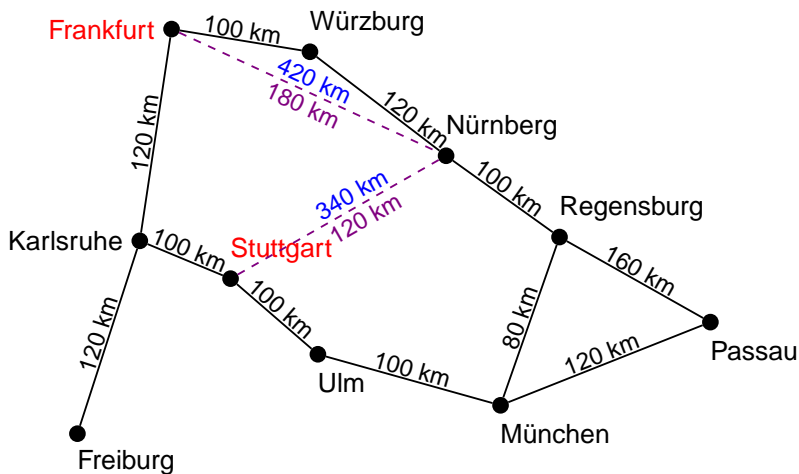 100 km
Würzburg
Frankfurt
420 km
180 km
120 km
Nürnberg
120 km
340 km
120 km
100 km
Regensburg
Karlsruhe
100 km
Stuttgart
160 km
100 km
80 km
120 km
100 km
120 km
Passau
Ulm
München
Freiburg